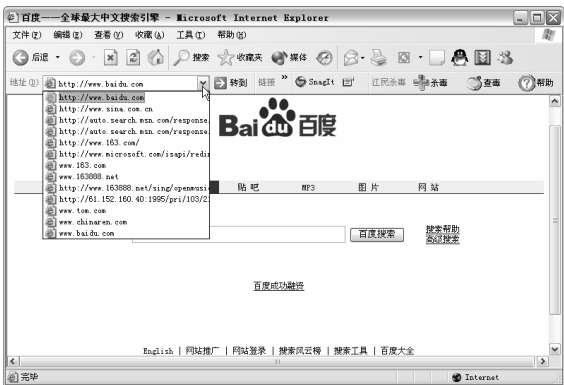 百度——全球最大中文搜索引擎 - Microsoft Internet Explorer
文件(F) 编辑(E) 查看(V) 收藏(A) 工具(T) 帮助(H)
后退 搜索 收藏夹 媒体
地址(D) http://www.baidu.com 转到 链接 » SnagIt 江民杀毒 杀毒 查毒 帮助
http://www.baidu.com
http://www.sina.com.cn
http://auto.search.msn.com/response.
http://auto.search.msn.com/response.
http://www.163.com/
http://www.microsoft.com/isapi/redir
www.163.com
www.163888.net
http://www.163888.net/sing/openmusi
http://61.152.160.40:1995/pri/103/2
www.tom.com
www.chinaren.com
www.baidu.com
Bai du 百度
贴吧 MP3 图片 网站
百度搜索 搜索帮助
高级搜索
百度成功融资
English | 网站推广 | 网站登录 | 搜索风云榜 | 搜索工具 | 百度大全
完毕 Internet